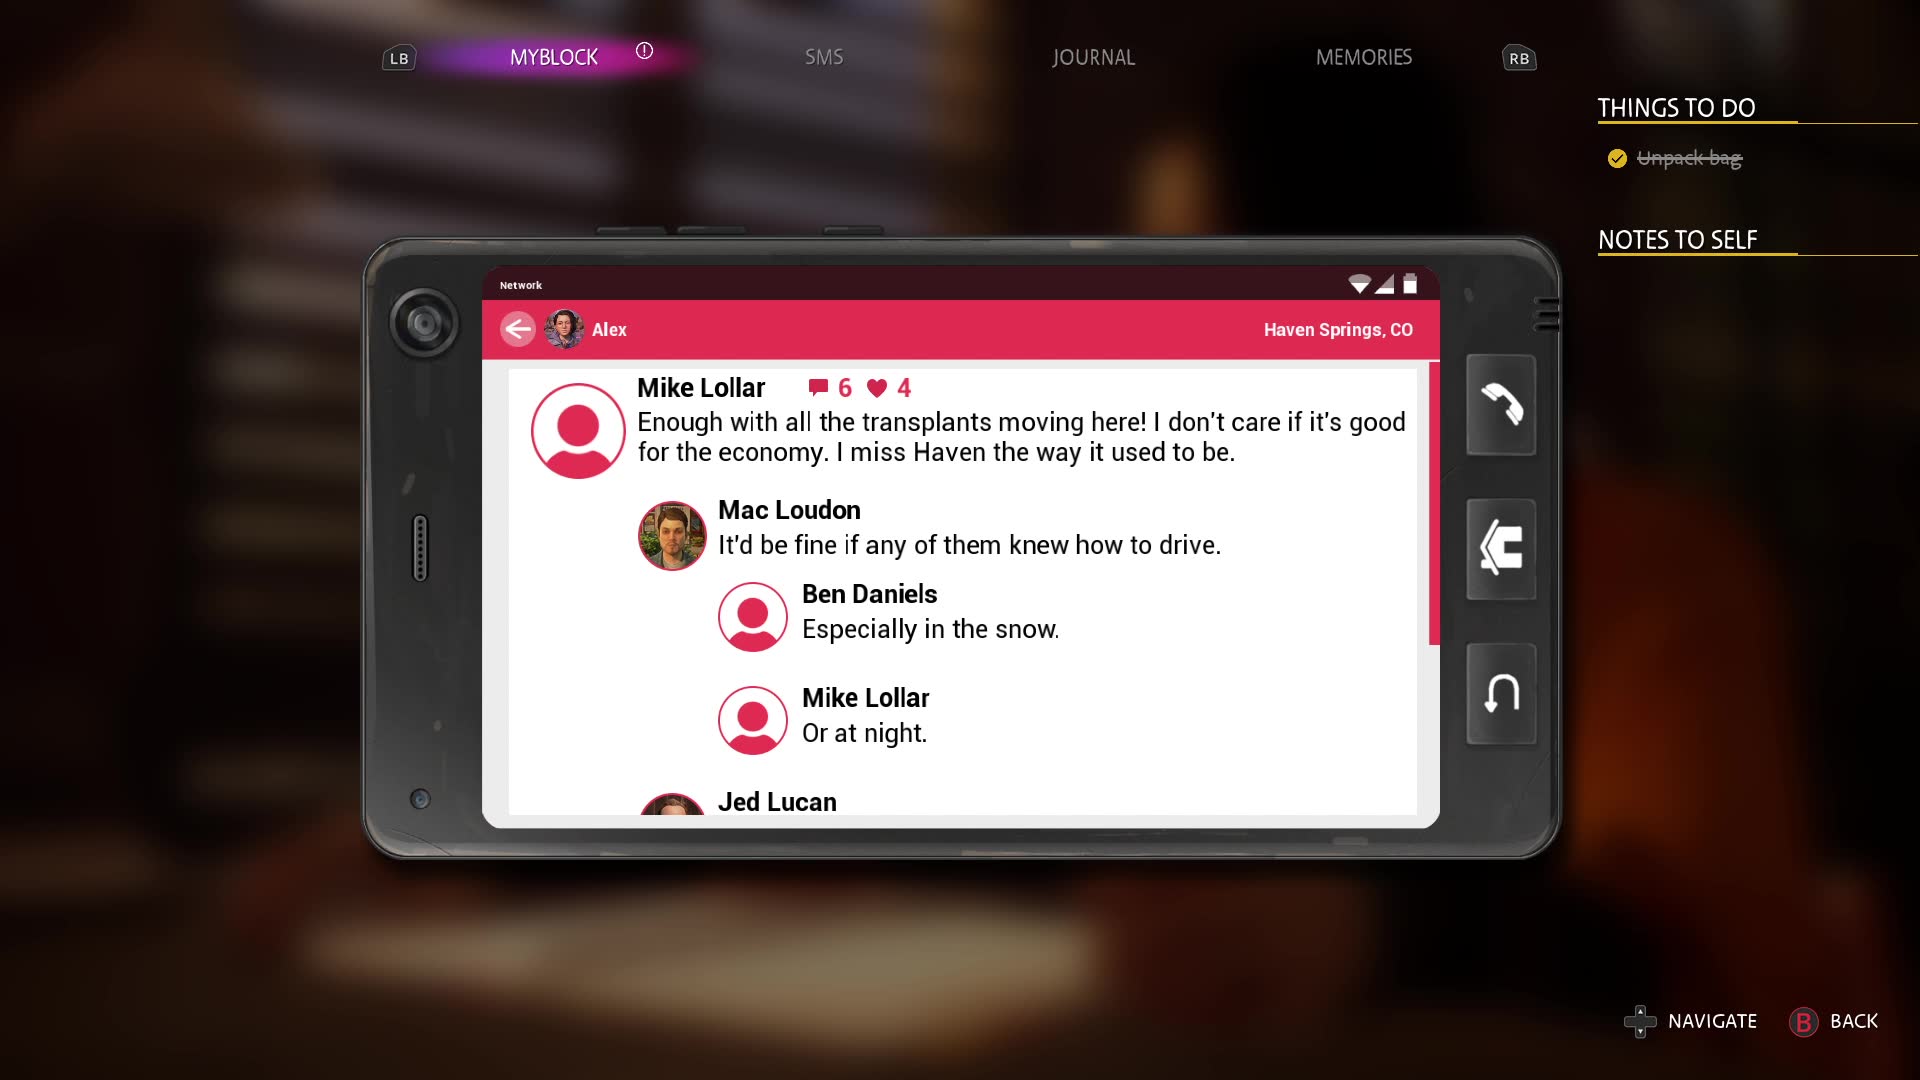 LB
MYBLOCK
SMS
JOURNAL
MEMORIES
RB
THINGS TO DO
Unpack bag
NOTES TO SELF
Network
Alex
Haven Springs, CO
Mike Lollar 6 4
Enough with all the transplants moving here! I don't care if it's good
for the economy. I miss Haven the way it used to be.
Mac Loudon
It'd be fine if any of them knew how to drive.
Ben Daniels
Especially in the snow.
Mike Lollar
Or at night.
Jed Lucan
NAVIGATE
B BACK